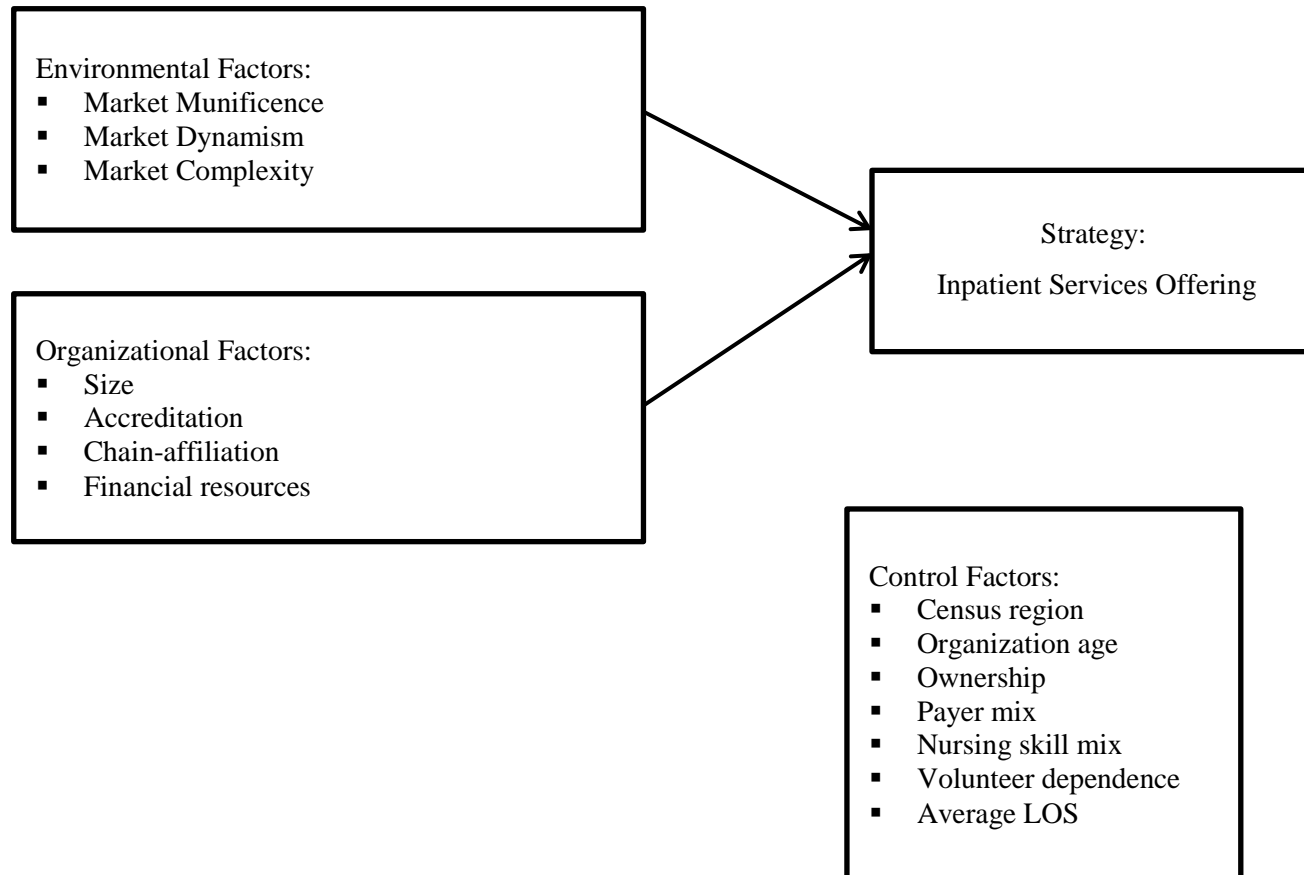 Environmental Factors:
▪ Market Munificence
▪ Market Dynamism
▪ Market Complexity
Strategy:
Inpatient Services Offering
Organizational Factors:
▪ Size
▪ Accreditation
▪ Chain-affiliation
▪ Financial resources
Control Factors:
▪ Census region
▪ Organization age
▪ Ownership
▪ Payer mix
▪ Nursing skill mix
▪ Volunteer dependence
▪ Average LOS